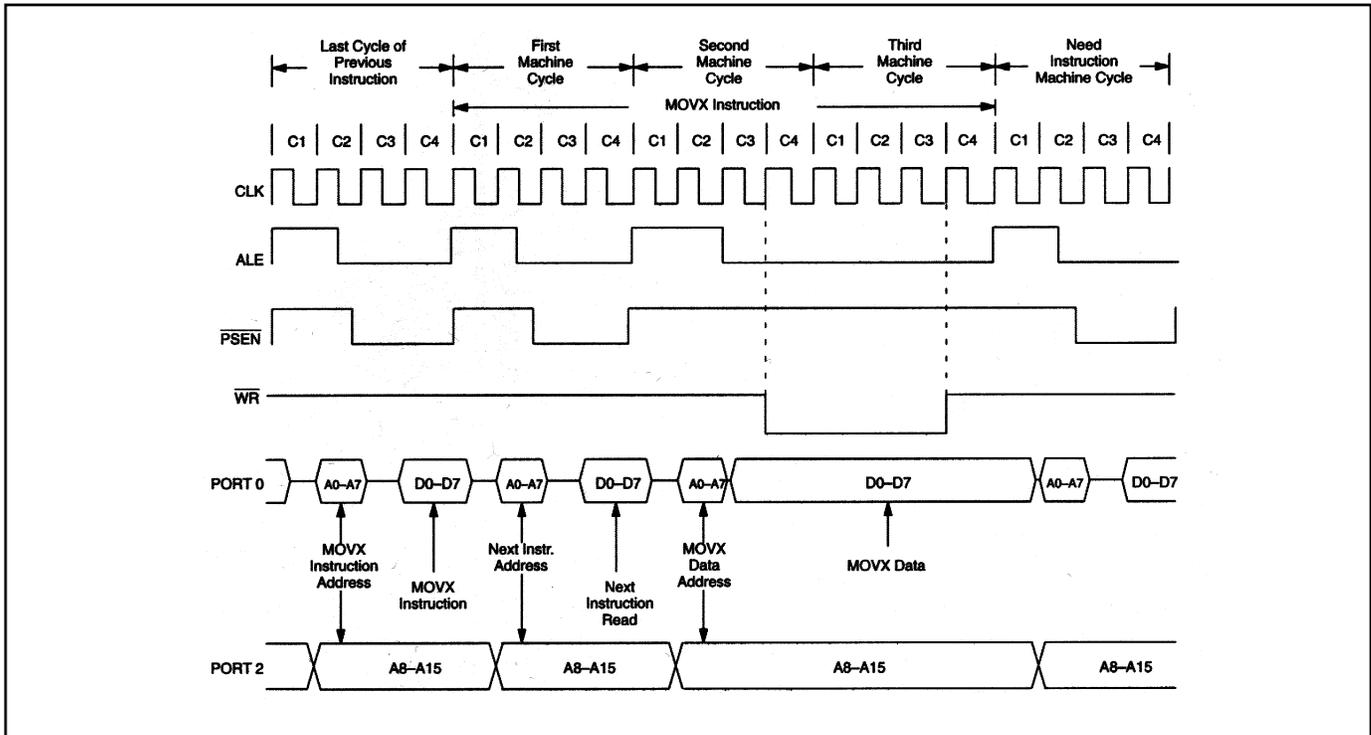 Last Cycle of
Previous
Instruction
First
Machine
Cycle
Second
Machine
Cycle
Third
Machine
Cycle
Need
Instruction
Machine Cycle
MOVX Instruction
C1 C2 C3 C4 C1 C2 C3 C4 C1 C2 C3 C4 C1 C2 C3 C4 C1 C2 C3 C4
CLK
ALE
PSEN
WR
PORT 0
A0–A7 D0–D7 A0–A7 D0–D7 A0–A7 D0–D7 A0–A7 D0–D7
MOVX
Instruction
Address
MOVX
Instruction
Next Instr.
Address
Next
Instruction
Read
MOVX
Data
Address
MOVX Data
PORT 2
A8–A15 A8–A15 A8–A15 A8–A15